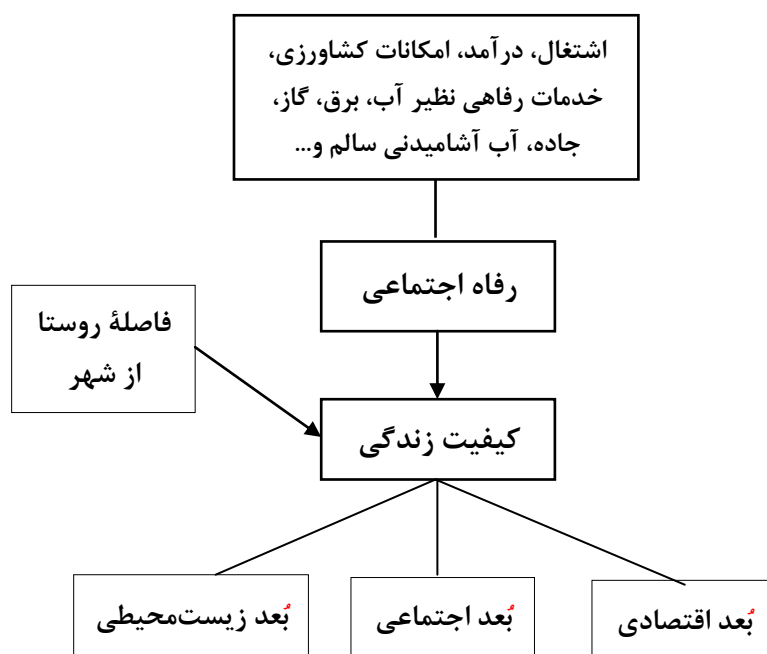 اشتغال، درآمد، امکانات کشاورزی،
خدمات رفاهی نظیر آب، برق، گاز،
جاده، آب آشامیدنی سالم و...
رفاه اجتماعی
فاصلۀ روستا
از شهر
کیفیت زندگی
بُعد اقتصادی
بُعد اجتماعی
بُعد زیست‌محیطی